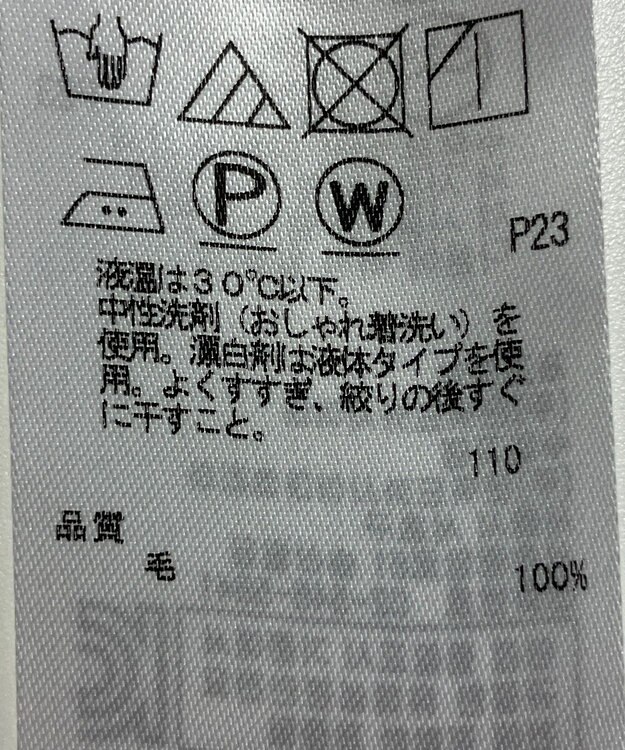 P
W
P23
液温は30℃以下。
中性洗剤(おしゃれ着洗い)を
使用。漂白剤は液体タイプを使
用。よくすすぎ、絞りの後すぐ
に干すこと。
110
品質
毛 100%